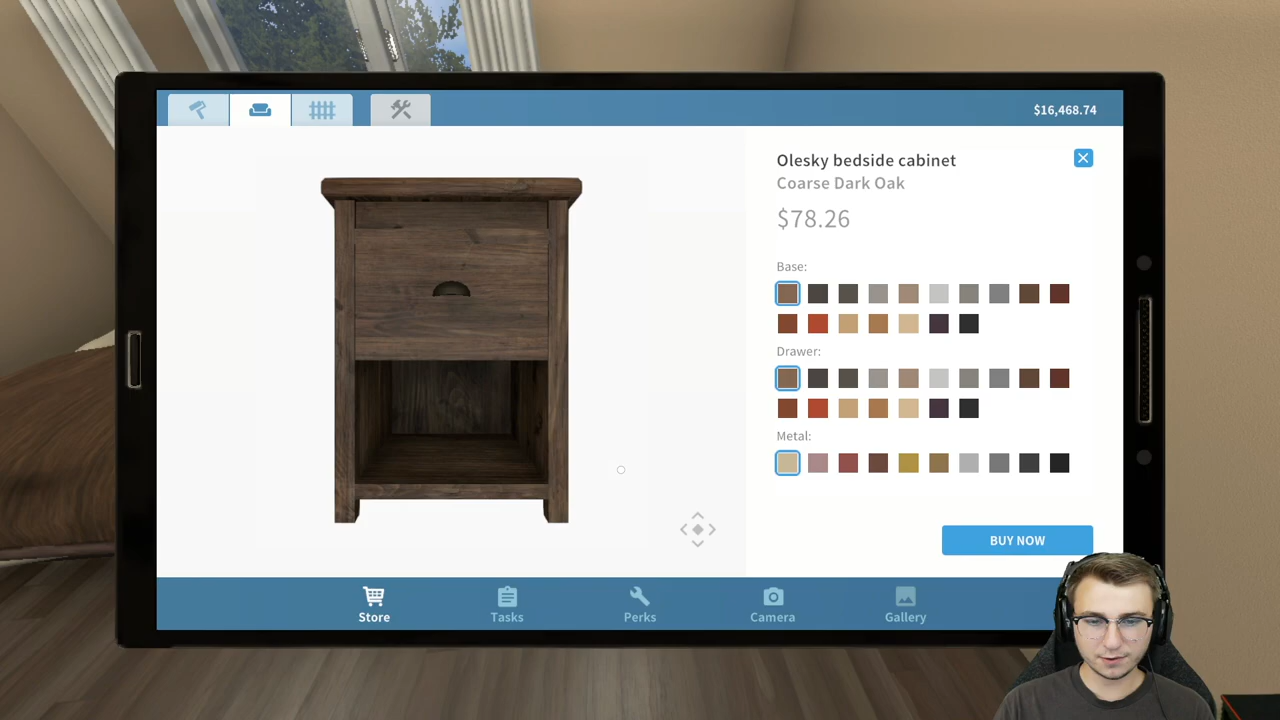 $16,468.74
Olesky bedside cabinet
Coarse Dark Oak
$78.26
Base:
Drawer:
Metal:
BUY NOW
Store
Tasks
Perks
Camera
Gallery